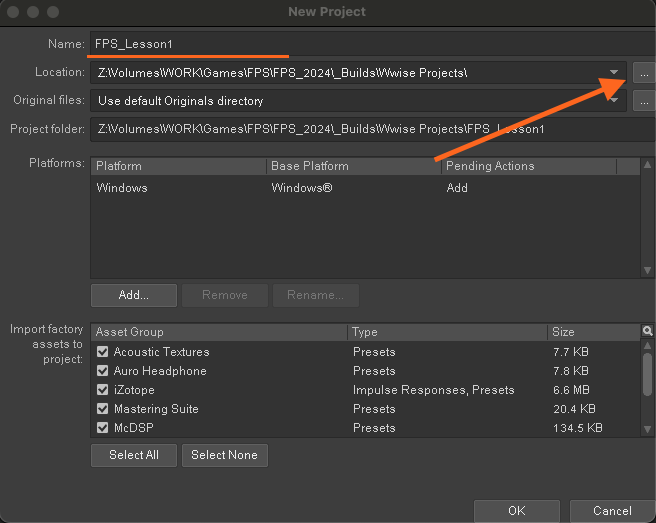 New Project
Name: FPS_Lesson1
Location: Z:\Volumes\WORK\Games\FPS\FPS_2024\_Builds\Wwise Projects\ ...
Original files: Use default Originals directory ...
Project folder: Z:\Volumes\WORK\Games\FPS\FPS_2024\_Builds\Wwise Projects\FPS_Lesson1
Platforms: Platform Base Platform Pending Actions
Windows Windows® Add
Add... Remove Rename...
Import factory assets to project: Asset Group Type Size
Acoustic Textures Presets 7.7 KB
Auro Headphone Presets 7.8 KB
iZotope Impulse Responses, Presets 6.6 MB
Mastering Suite Presets 20.4 KB
McDSP Presets 134.5 KB
Select All Select None
OK Cancel